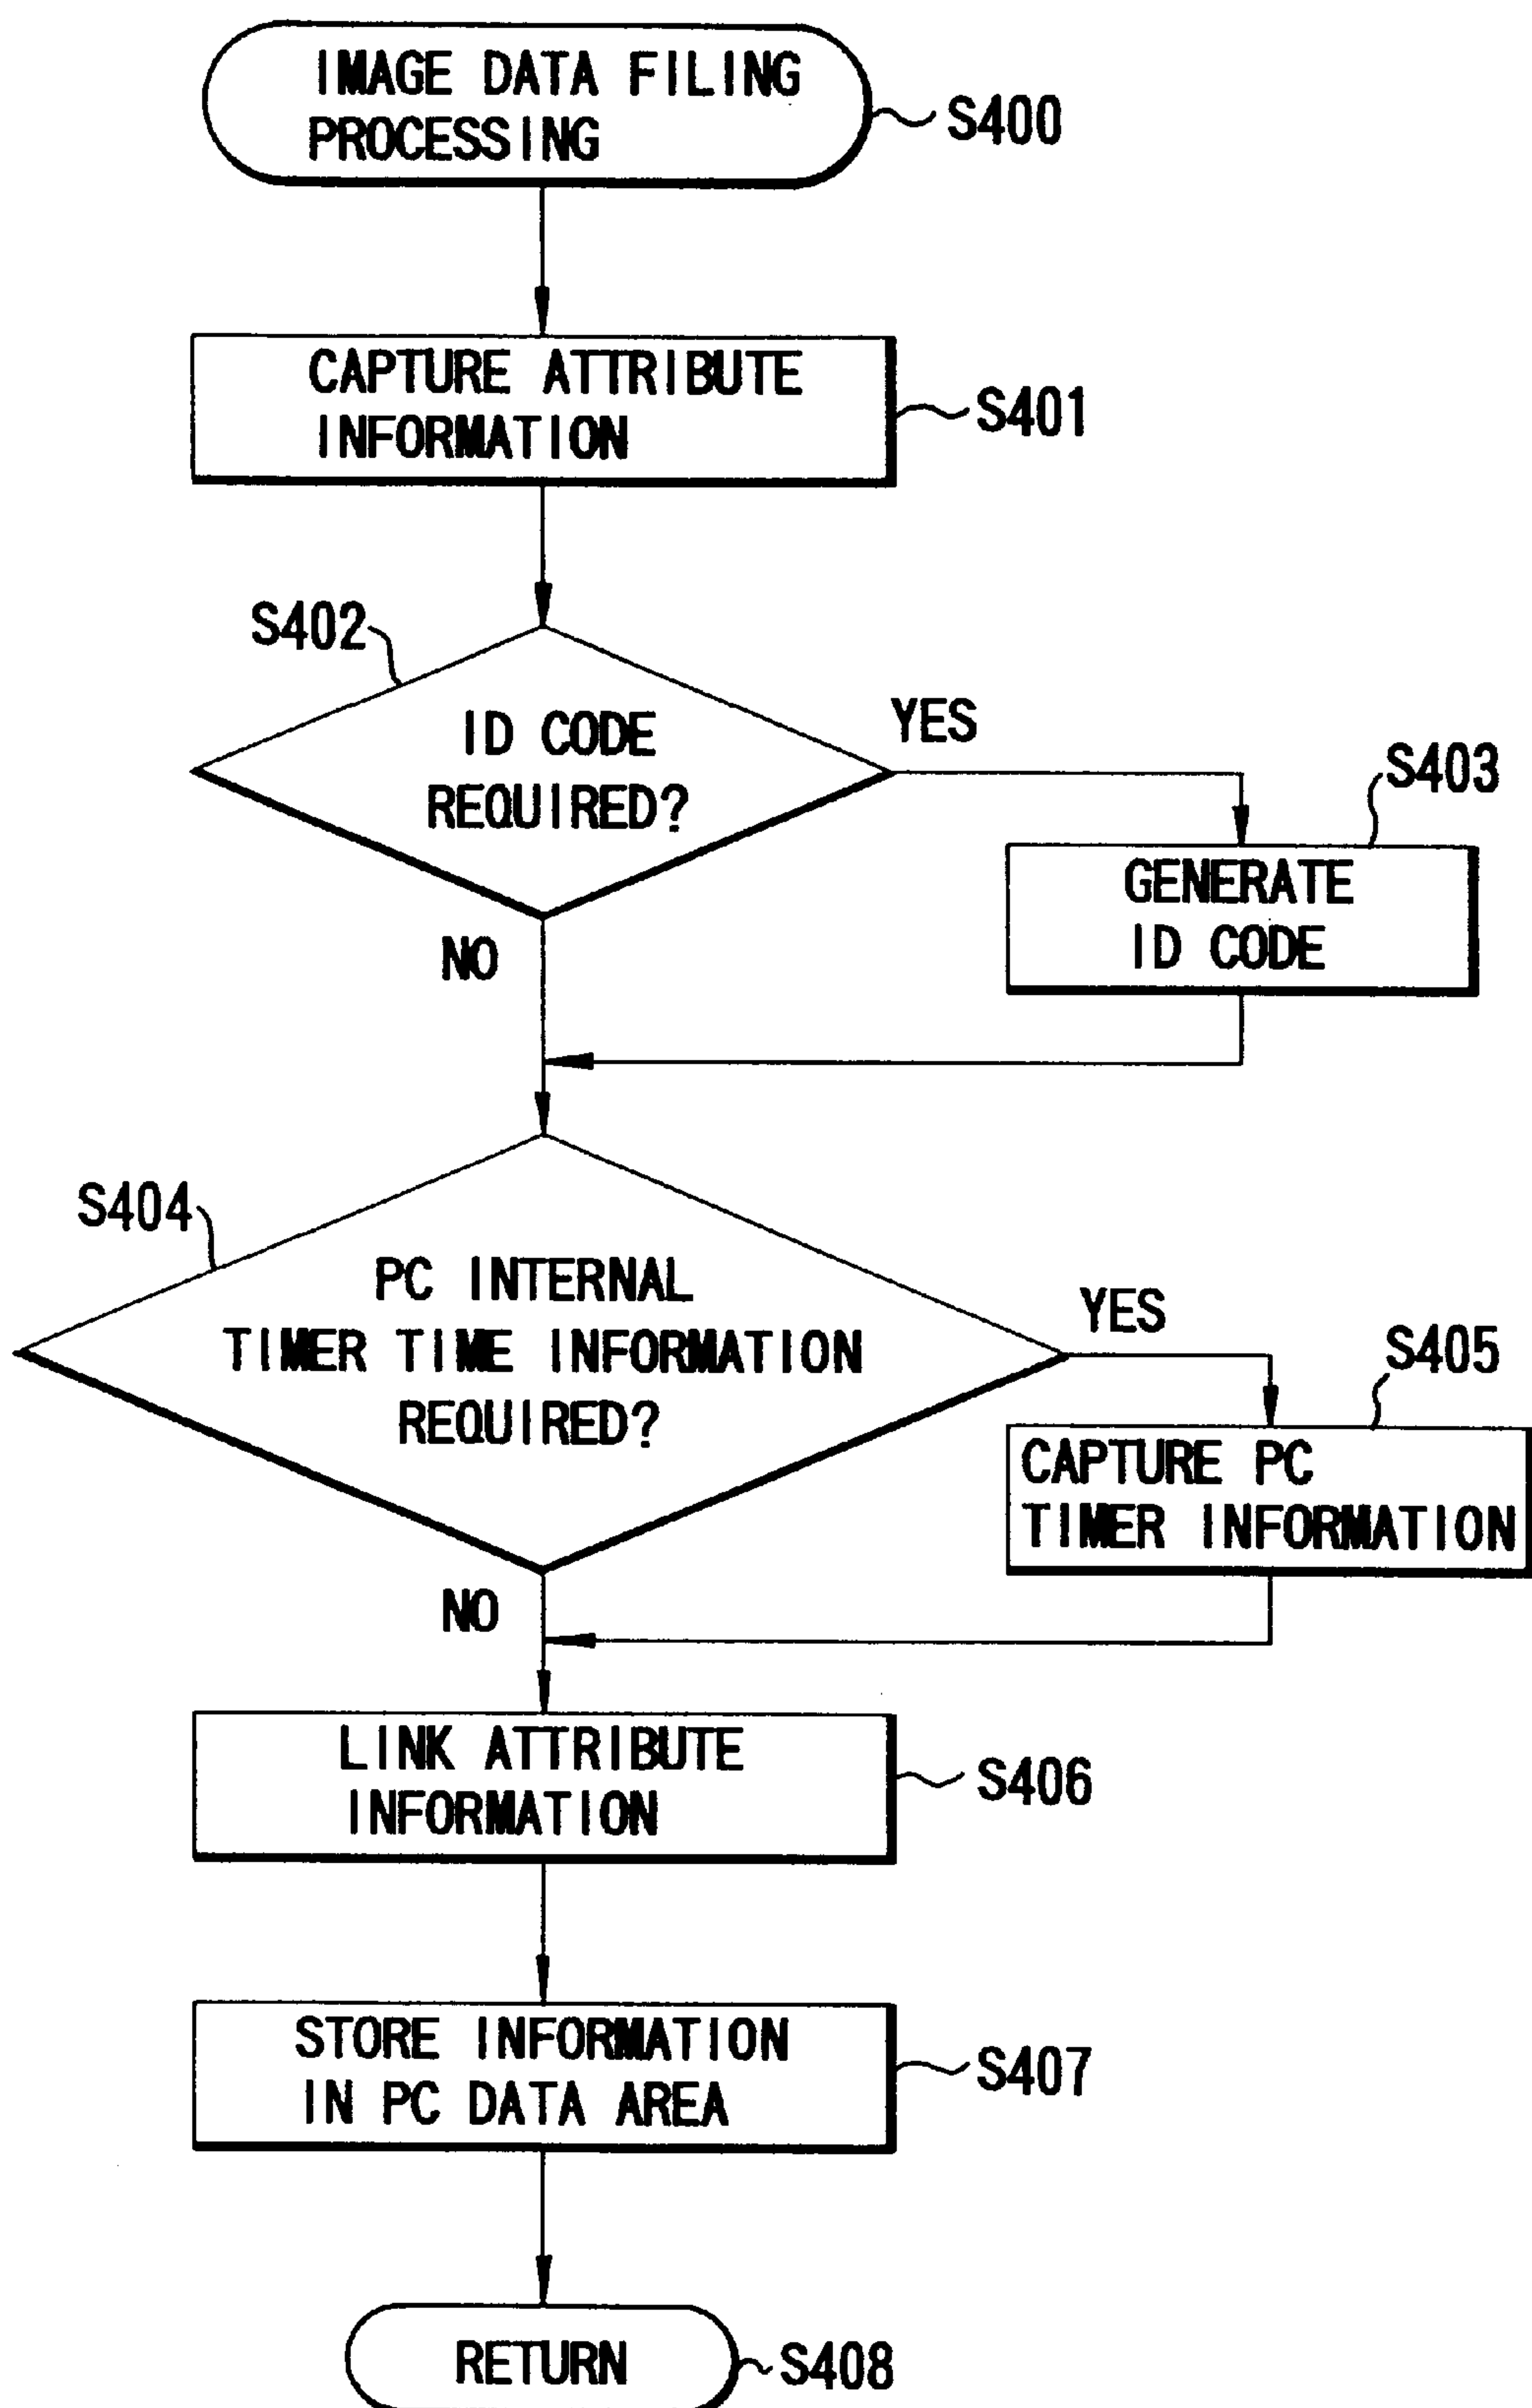 IMAGE DATA FILING
PROCESSING
S400
CAPTURE ATTRIBUTE
INFORMATION
S401
S402
ID CODE
REQUIRED?
YES
S403
GENERATE
ID CODE
NO
S404
PC INTERNAL
TIMER TIME INFORMATION
REQUIRED?
YES
S405
CAPTURE PC
TIMER INFORMATION
NO
LINK ATTRIBUTE
INFORMATION
S406
STORE INFORMATION
IN PC DATA AREA
S407
RETURN
S408